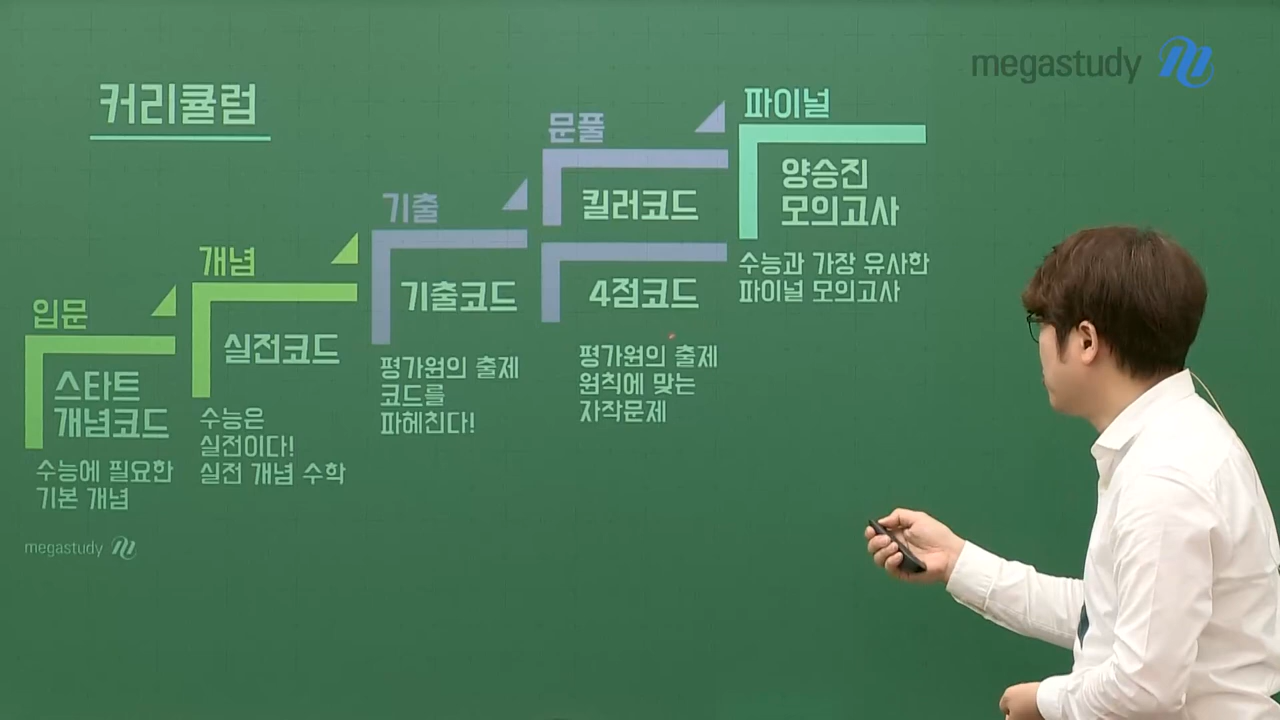 megastudy
커리큘럼
입문
스타트
개념코드
수능에 필요한
기본 개념
개념
실전코드
수능은
실전이다!
실전 개념 수학
기출
기출코드
평가원의 출제
코드를
파헤친다!
문풀
킬러코드
4점코드
평가원의 출제
원칙에 맞는
자작문제
파이널
양승진
모의고사
수능과 가장 유사한
파이널 모의고사
megastudy